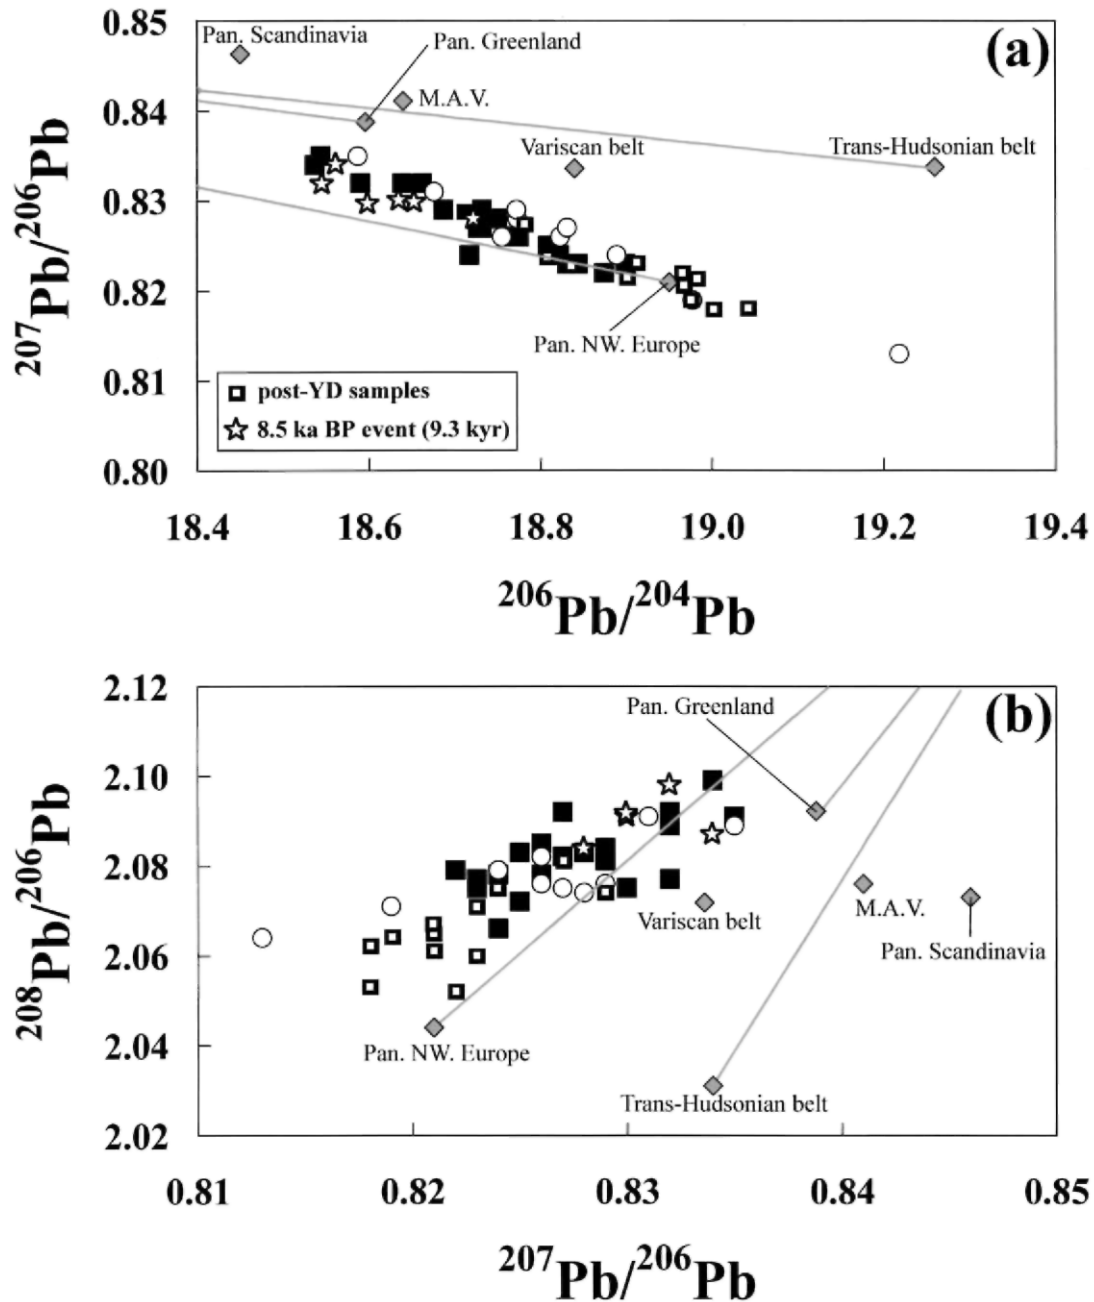 0.85
0.84
0.83
0.82
0.81
0.80
²⁰⁷Pb/²⁰⁶Pb
(a)
Pan. Scandinavia
Pan. Greenland
M.A.V.
Variscan belt
Trans-Hudsonian belt
Pan. NW. Europe
post-YD samples
8.5 ka BP event (9.3 kyr)
18.4 18.6 18.8 19.0 19.2 19.4
²⁰⁶Pb/²⁰⁴Pb
2.12
2.10
2.08
2.06
2.04
2.02
²⁰⁸Pb/²⁰⁶Pb
(b)
Pan. Greenland
Variscan belt
M.A.V.
Pan. Scandinavia
Pan. NW. Europe
Trans-Hudsonian belt
0.81 0.82 0.83 0.84 0.85
²⁰⁷Pb/²⁰⁶Pb